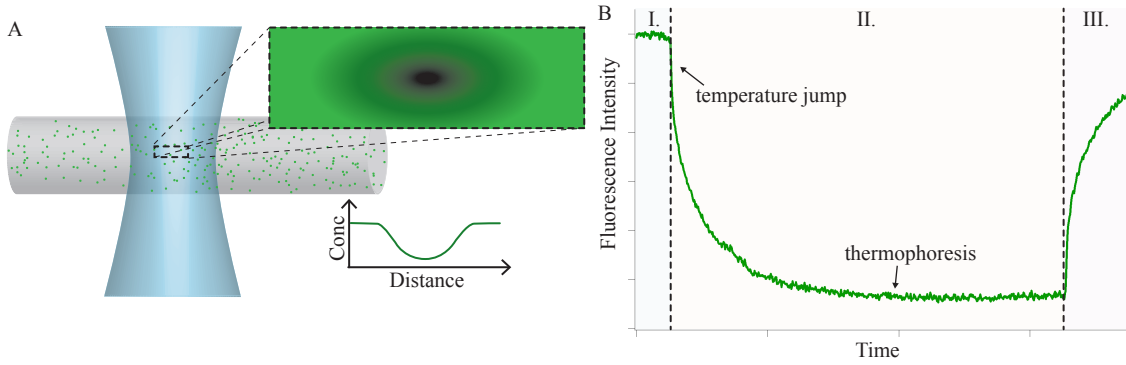 A
Conc
Distance
B
I.
II.
III.
temperature jump
thermophoresis
Fluorescence Intensity
Time